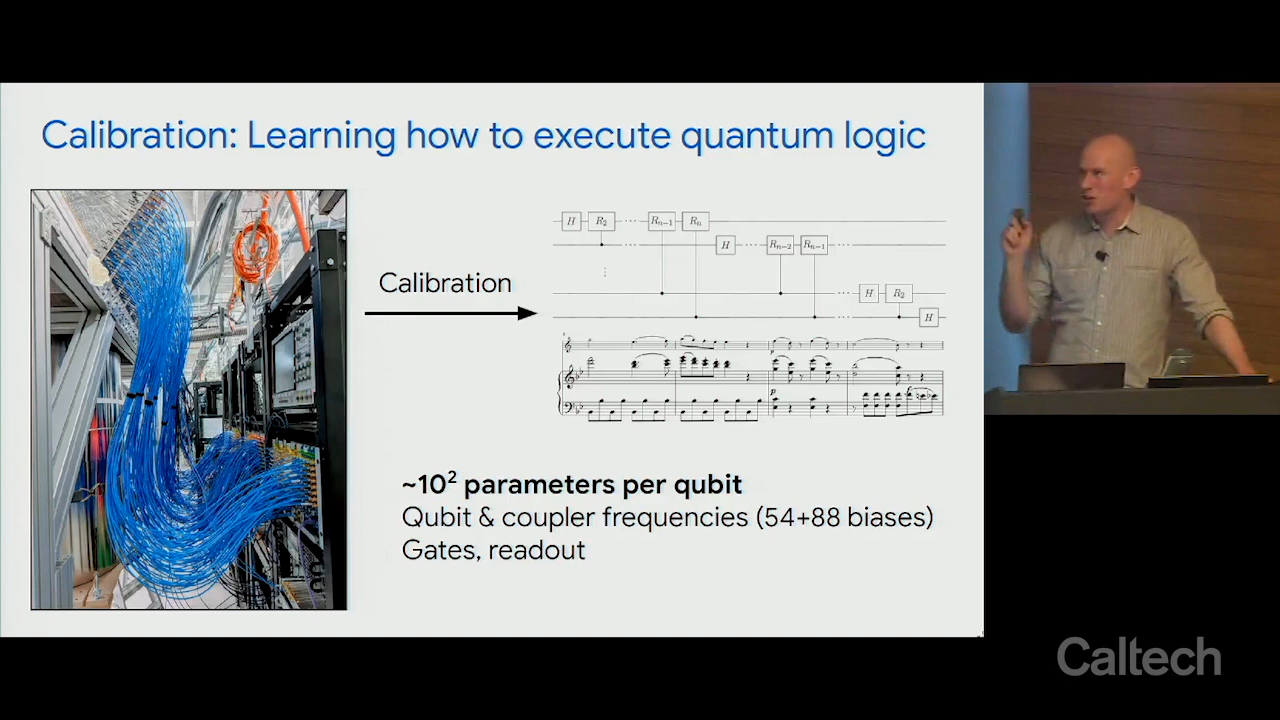 Calibration: Learning how to execute quantum logic
Calibration
H R₂ ⋯ Rₙ₋₁ Rₙ
H ⋯ Rₙ₋₂ Rₙ₋₁ ⋯
⋯ H R₂
⋯ H
p
p
~10² parameters per qubit
Qubit & coupler frequencies (54+88 biases)
Gates, readout
Caltech